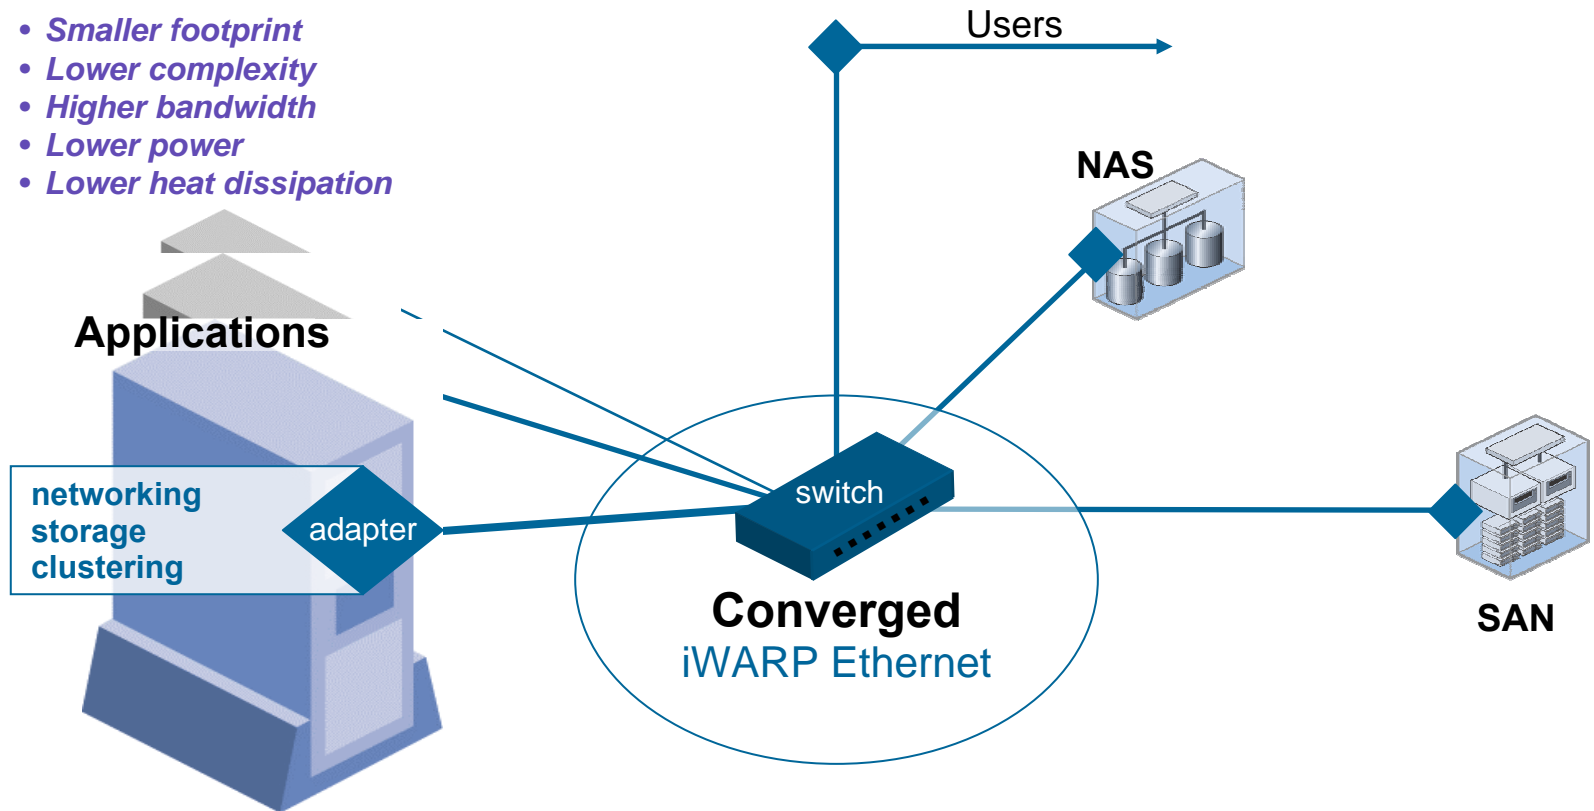 • Smaller footprint
• Lower complexity
• Higher bandwidth
• Lower power
• Lower heat dissipation
Users
NAS
Applications
networking
storage
clustering
adapter
switch
Converged
iWARP Ethernet
SAN